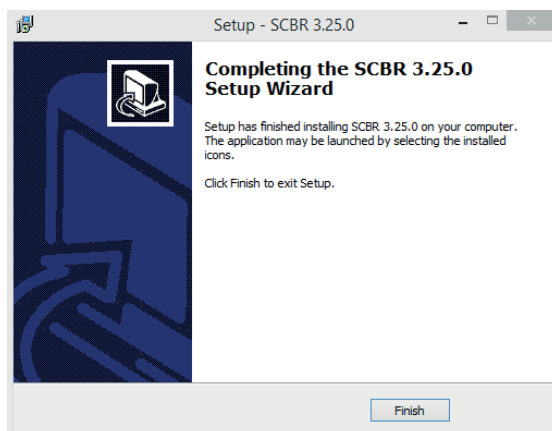 Setup - SCBR 3.25.0
Completing the SCBR 3.25.0
Setup Wizard
Setup has finished installing SCBR 3.25.0 on your computer.
The application may be launched by selecting the installed
icons.
Click Finish to exit Setup.
Finish